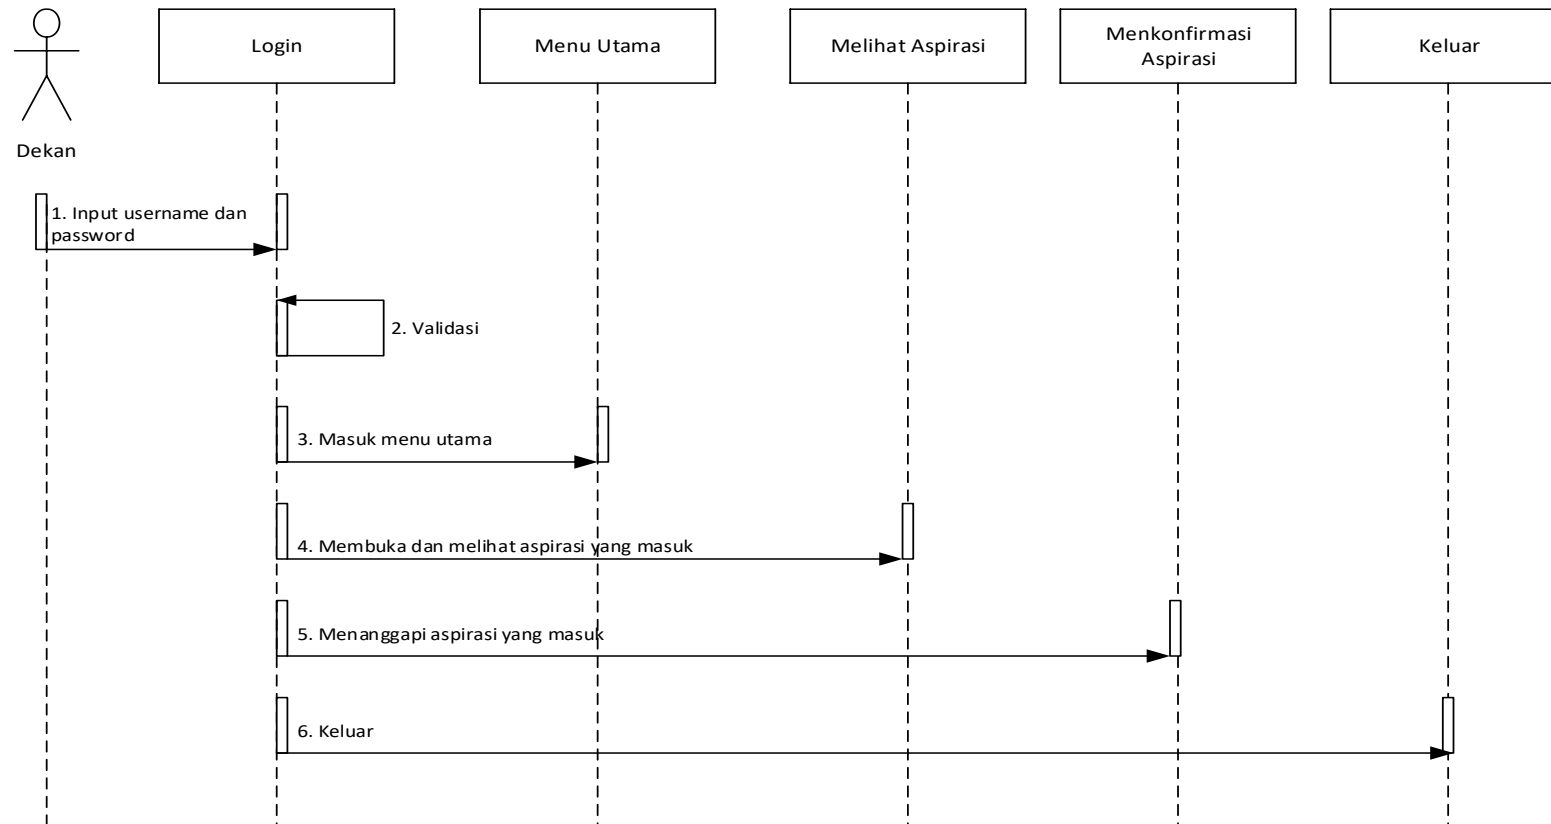 Login
Menu Utama
Melihat Aspirasi
Menkonfirmasi
Aspirasi
Keluar
Dekan
1. Input username dan
password
2. Validasi
3. Masuk menu utama
4. Membuka dan melihat aspirasi yang masuk
5. Menanggapi aspirasi yang masuk
6. Keluar